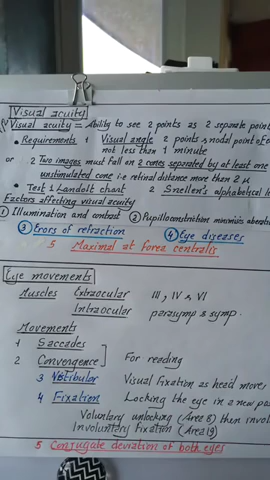 Visual acuity
Visual acuity = Ability to see 2 points as 2 separate point
• Requirements 1 Visual angle 2 points & nodal point of
not less than 1 minute
or 2 Two images must fall on 2 cones separated by at least one
unstimulated cone i.e retinal distance more than 2 µ
• Test 1 Landolt chart 2 Snellen's alphabetical
Factors affecting visual acuity
① Illumination and contrast ② Pupilloconstriction minimizes
③ Erors of refraction ④ Eye diseases
5 Maximal at fovea centralis
Eye movements
Muscles Extraocular III, IV & VI
Intraocular parasymp & symp.
Movements
1 Saccades
2 Convergence For reading
3 Vestibular Visual Fixation as head moves
4 Fixation Locking the eye in a new
Voluntary unlocking (Area 8) then
Involuntary fixation (Area 19)
5 Conjugate deviation of both eyes